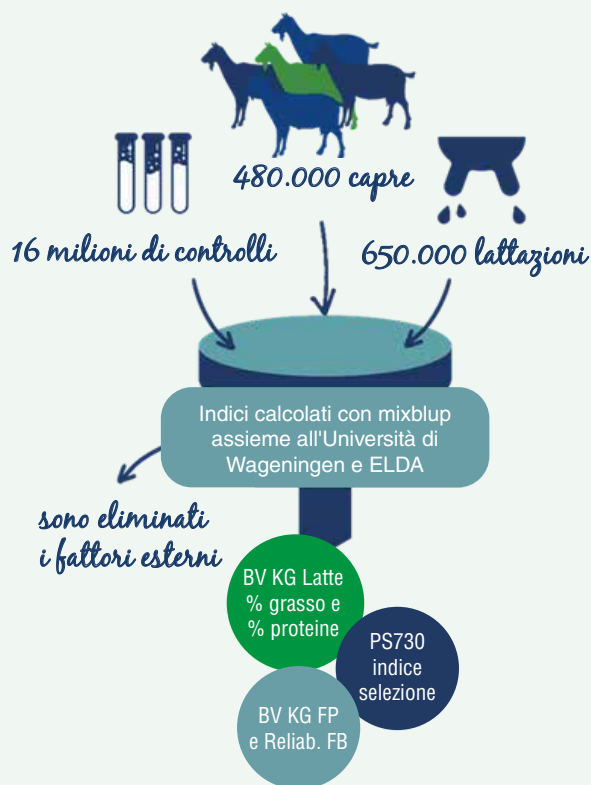 480.000 capre
16 milioni di controlli
650.000 lattazioni
Indici calcolati con mixblup
assieme all'Università di
Wageningen e ELDA
sono eliminati
i fattori esterni
BV KG Latte
% grasso e
% proteine
PS730
indice
selezione
BV KG FP
e Reliab. FB